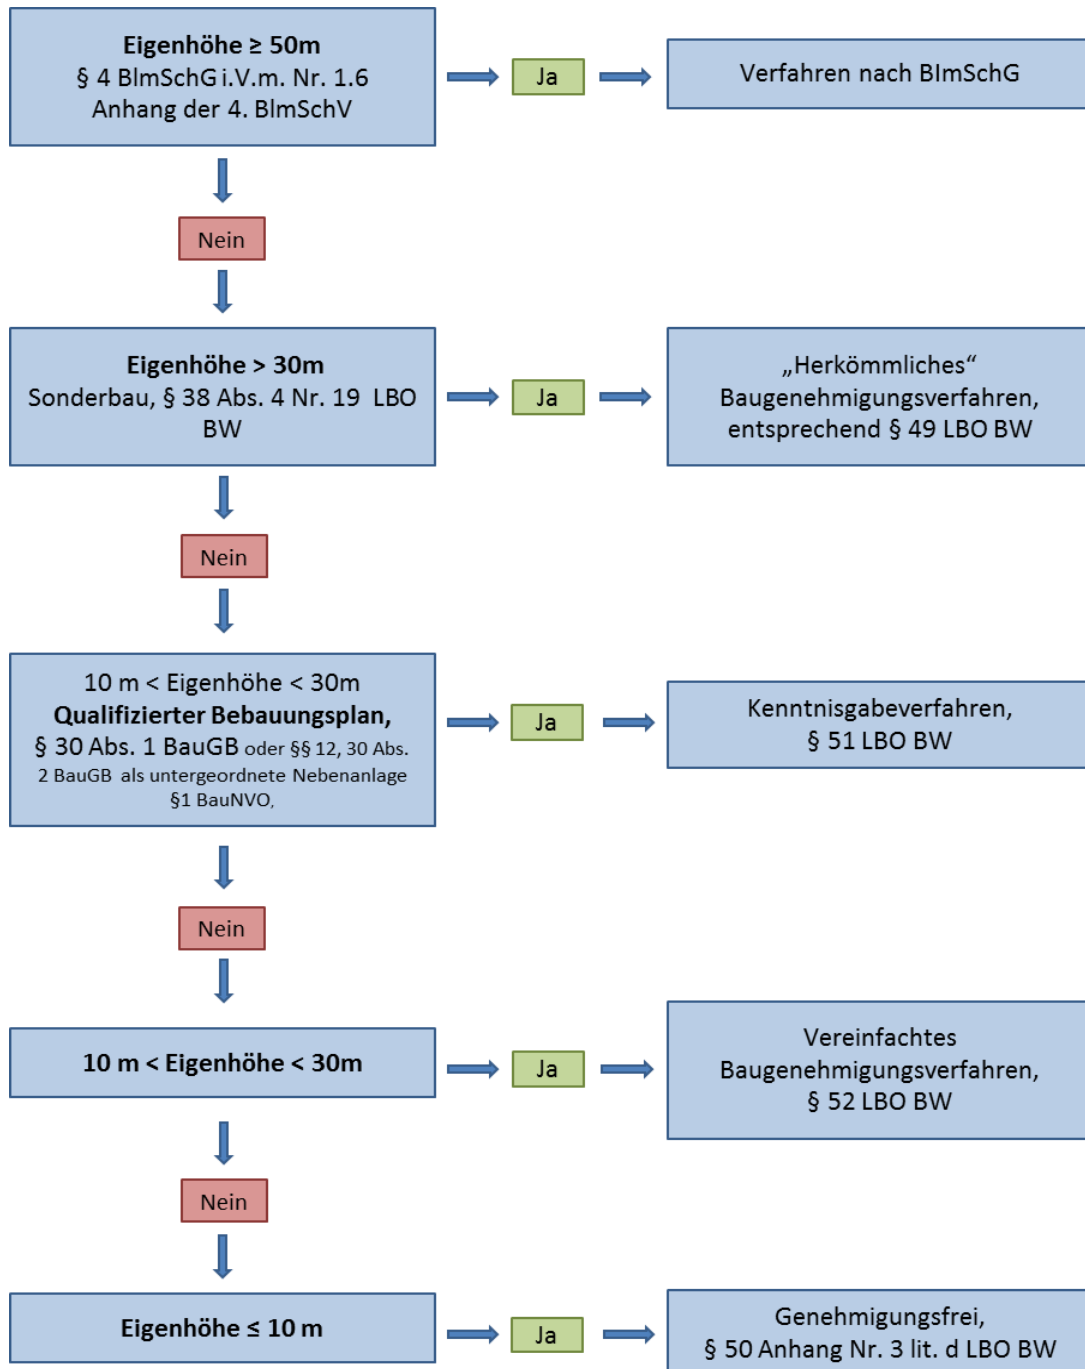 Eigenhöhe ≥ 50m
§ 4 BImSchG i.V.m. Nr. 1.6
Anhang der 4. BImSchV
Ja
Verfahren nach BImSchG
Nein
Eigenhöhe > 30m
Sonderbau, § 38 Abs. 4 Nr. 19 LBO
BW
Ja
„Herkömmliches“
Baugenehmigungsverfahren,
entsprechend § 49 LBO BW
Nein
10 m < Eigenhöhe < 30m
Qualifizierter Bebauungsplan,
§ 30 Abs. 1 BauGB oder §§ 12, 30 Abs.
2 BauGB als untergeordnete Nebenanlage
§1 BauNVO,
Ja
Kenntnisgabeverfahren,
§ 51 LBO BW
Nein
10 m < Eigenhöhe < 30m
Ja
Vereinfachtes
Baugenehmigungsverfahren,
§ 52 LBO BW
Nein
Eigenhöhe ≤ 10 m
Ja
Genehmigungsfrei,
§ 50 Anhang Nr. 3 lit. d LBO BW